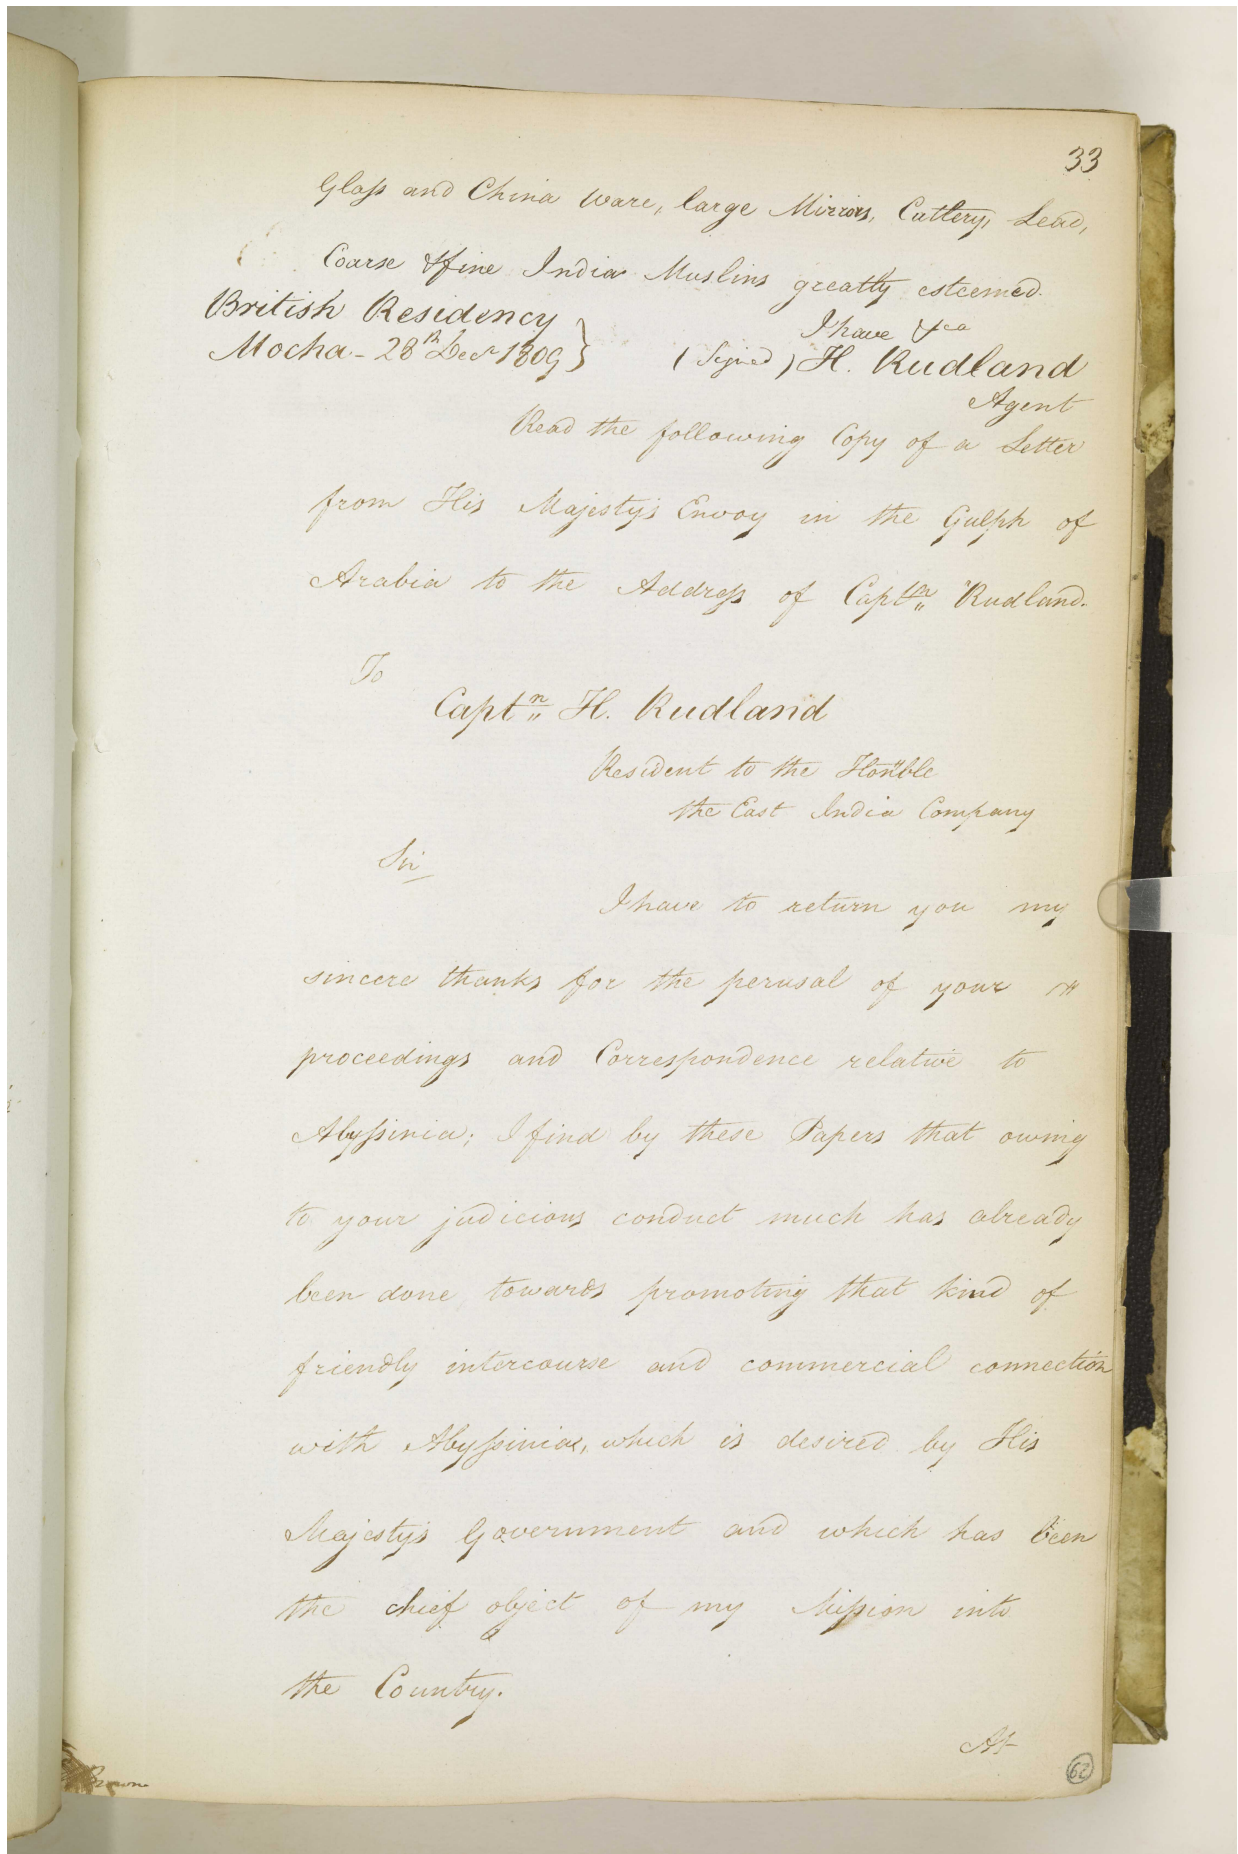 33
Glass and China Ware, large Mirrors, Cutlery, Lead,
Coarse & fine India Muslins greatly esteemed.
British Residency
Mocha - 28th Decr 1809 }
I have &ca
(Signed) H. Rudland
Agent
Read the following Copy of a Letter
from His Majesty's Envoy in the Gulph of
Arabia to the Address of Captn Rudland.
To
Captn H. Rudland
Resident to the Honble
the East India Company
Sir
I have to return you my
sincere thanks for the perusal of your
proceedings and Correspondence relative to
Abyssinia; I find by these Papers that owing
to your judicious conduct much has already
been done towards promoting that kind of
friendly intercourse and commercial connection
with Abyssinia, which is desired by His
Majesty's Government and which has been
the chief object of my Mission into
the Country.
At
62